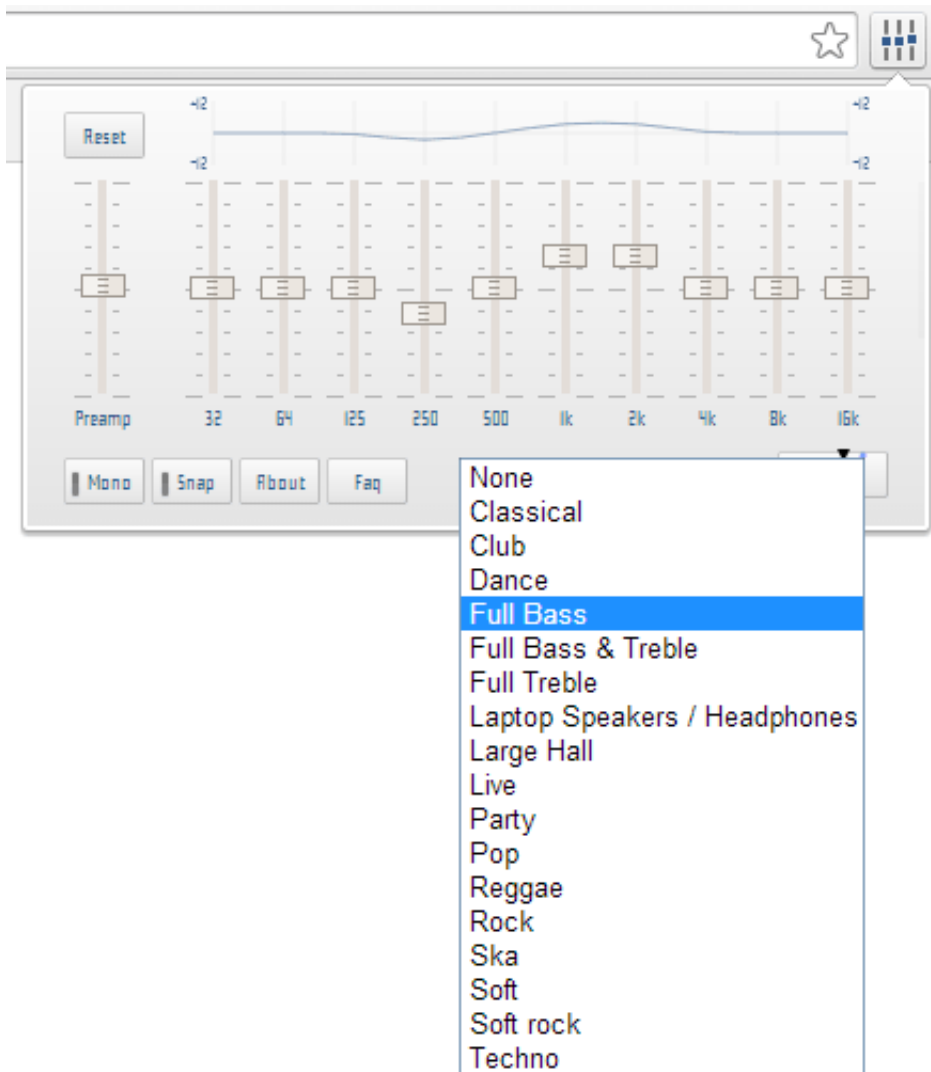 +12 +12
Reset
-12 -12
Preamp 32 64 125 250 500 1k 2k 4k 8k 16k
Mono Snap About Faq
None
Classical
Club
Dance
Full Bass
Full Bass & Treble
Full Treble
Laptop Speakers / Headphones
Large Hall
Live
Party
Pop
Reggae
Rock
Ska
Soft
Soft rock
Techno